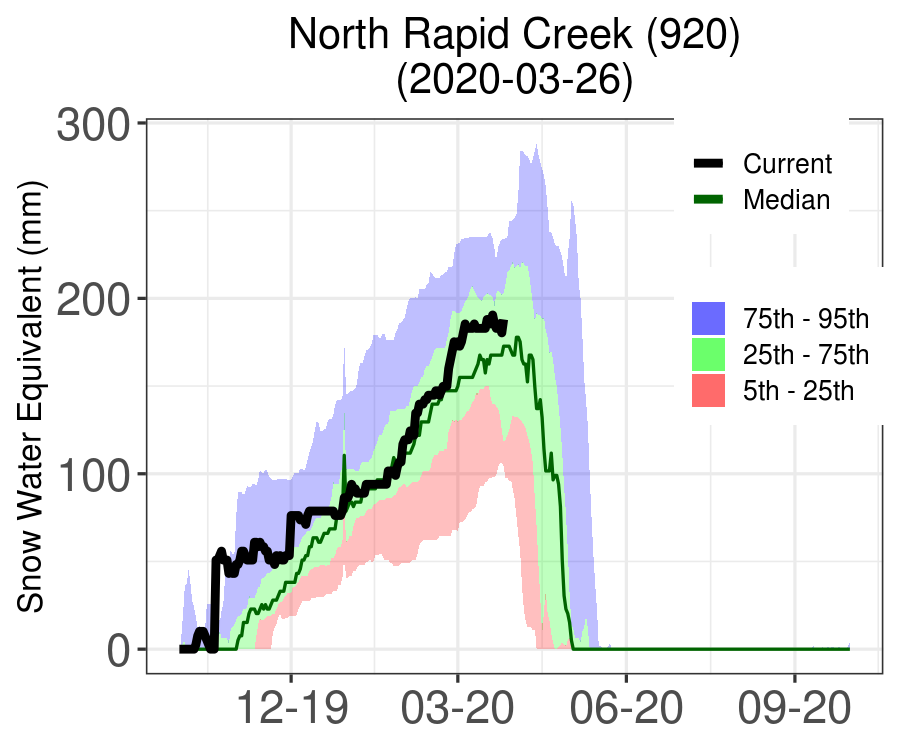 North Rapid Creek (920)
(2020-03-26)
Snow Water Equivalent (mm)
300
200
100
0
12-19
03-20
06-20
09-20
Current
Median
75th - 95th
25th - 75th
5th - 25th